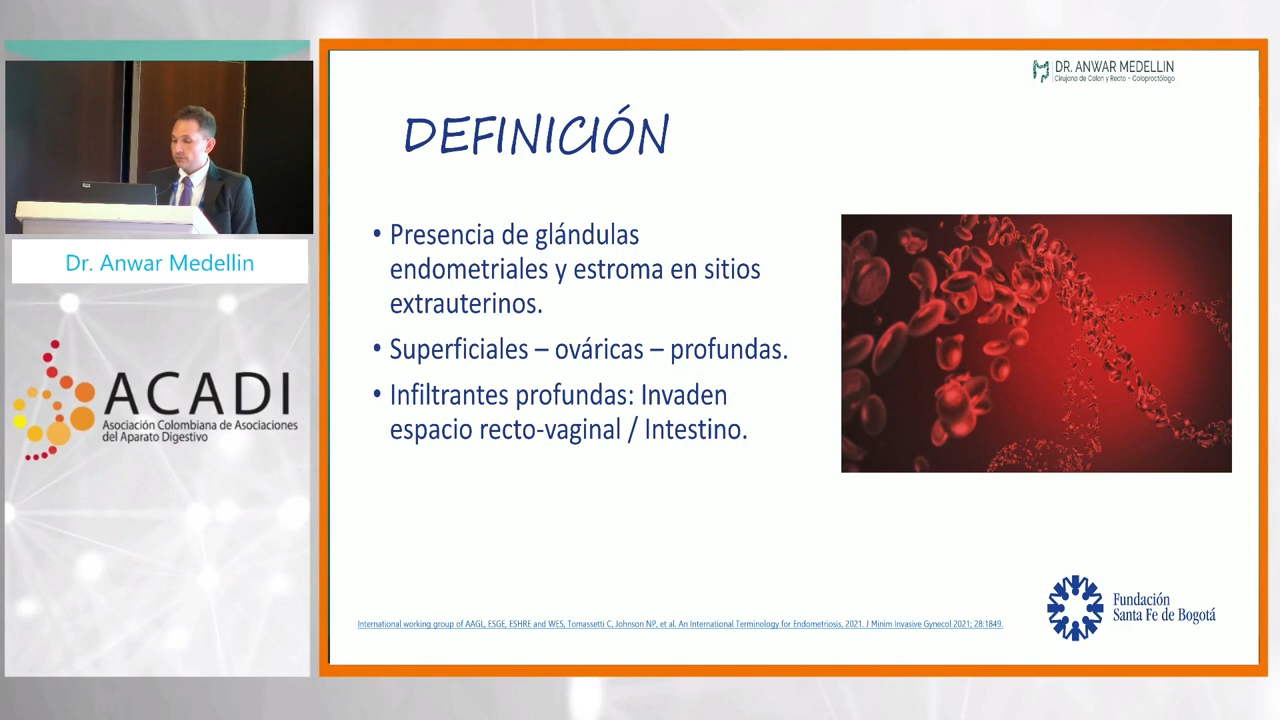 DR. ANWAR MEDELLIN
Cirujano de Colon y Recto - Coloproctólogo
DEFINICIÓN
• Presencia de glándulas
endometriales y estroma en sitios
extrauterinos.
• Superficiales – ováricas – profundas.
• Infiltrantes profundas: Invaden
espacio recto-vaginal / Intestino.
Dr. Anwar Medellin
ACADI
Asociación Colombiana de Asociaciones
del Aparato Digestivo
International working group of AAGL, ESGE, ESHRE and WES, Tomassetti C, Johnson NP, et al. An International Terminology for Endometriosis, 2021. J Minim Invasive Gynecol 2021; 28:1849.
Fundación
Santa Fe de Bogotá